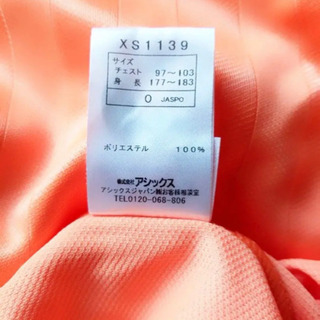 XS1139
サイズ
チェスト 97〜103
身長 177〜183
O JASPO
ポリエステル 100%
株式会社アシックス
アシックスジャパン㈱お客様相談室
TEL0120-068-806